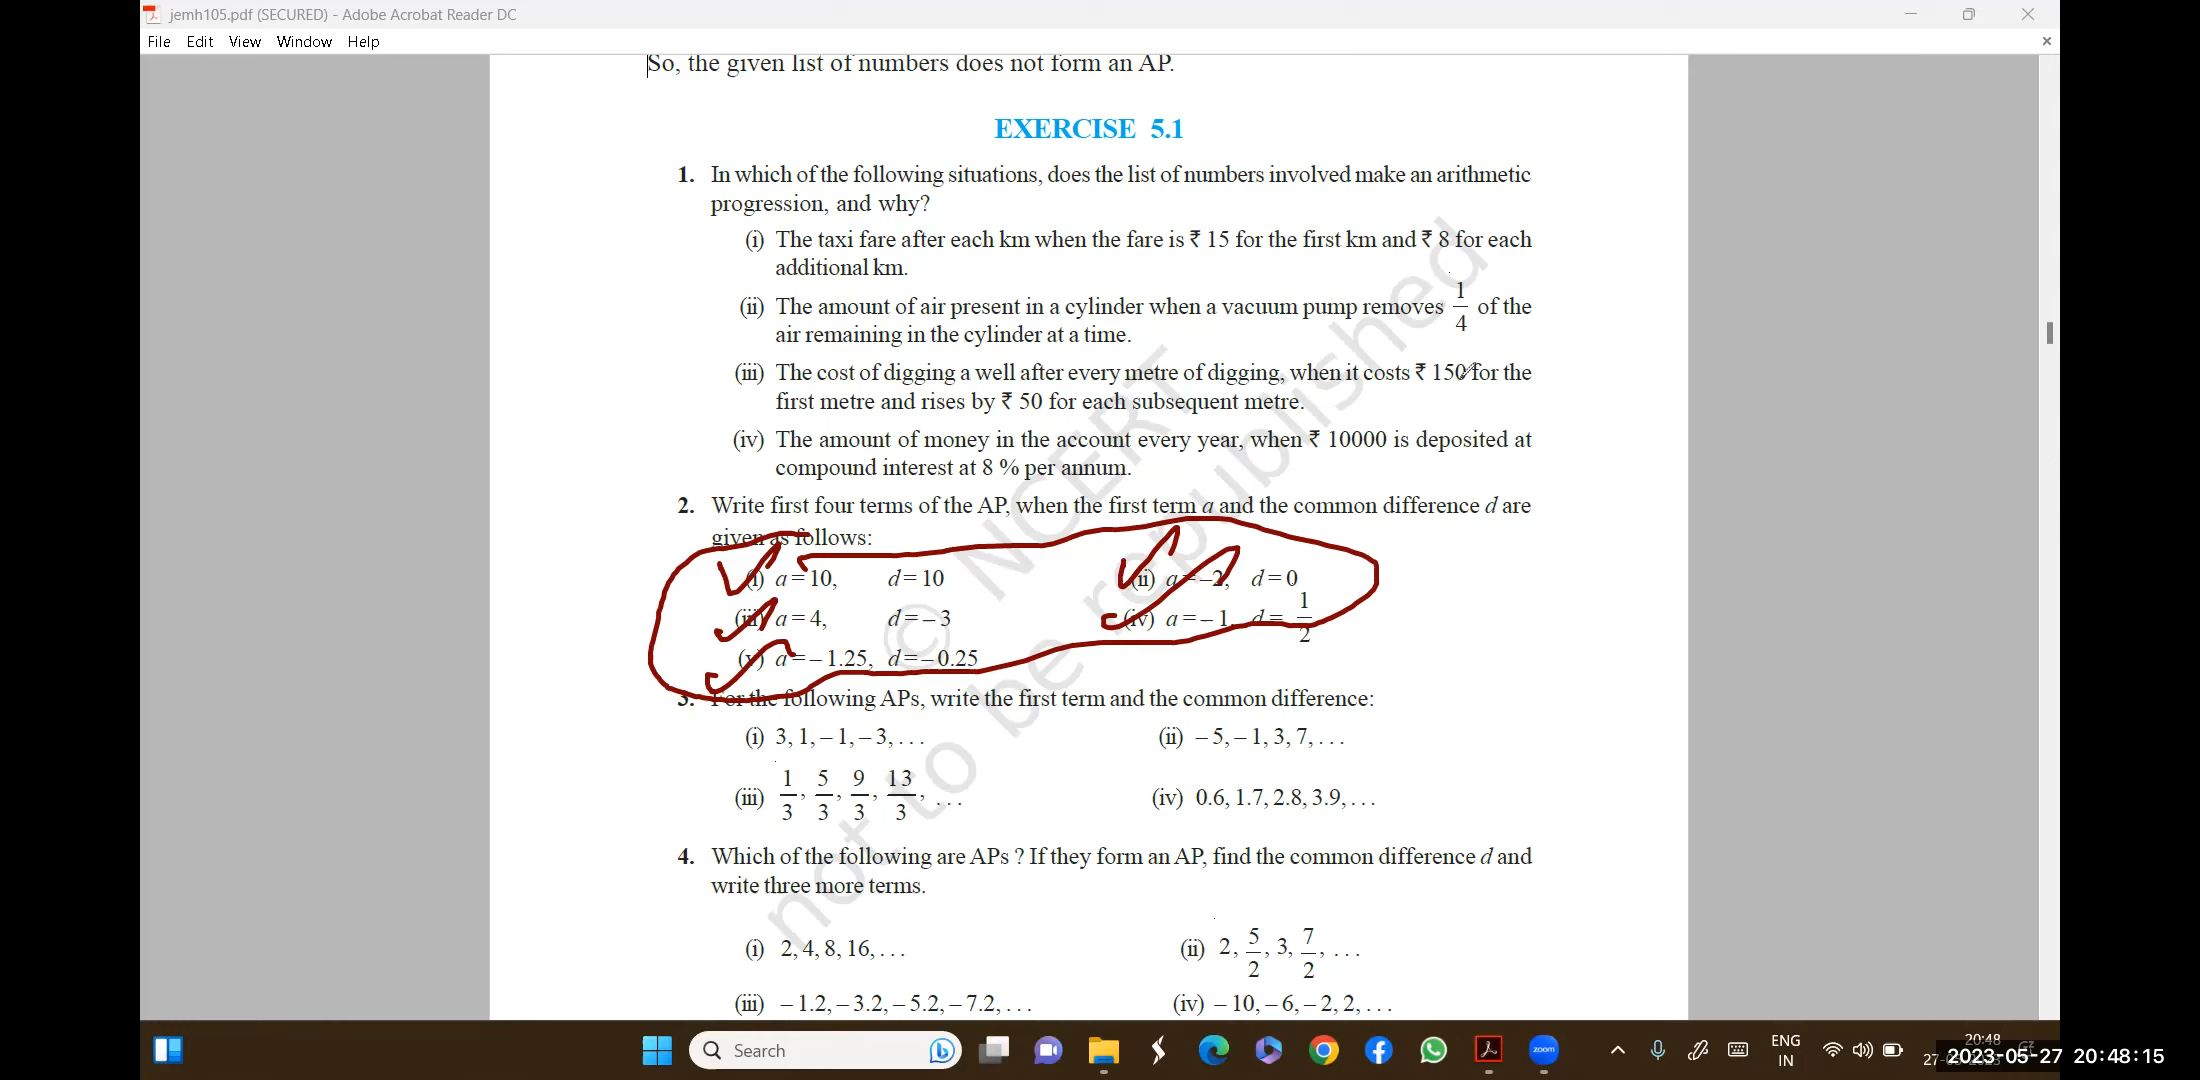 jemh105.pdf (SECURED) - Adobe Acrobat Reader DC
File Edit View Window Help
So, the given list of numbers does not form an AP.
EXERCISE 5.1
1. In which of the following situations, does the list of numbers involved make an arithmetic
progression, and why?
(i) The taxi fare after each km when the fare is ₹ 15 for the first km and ₹ 8 for each
additional km.
(ii) The amount of air present in a cylinder when a vacuum pump removes 1/4 of the
air remaining in the cylinder at a time.
(iii) The cost of digging a well after every metre of digging, when it costs ₹ 150 for the
first metre and rises by ₹ 50 for each subsequent metre.
(iv) The amount of money in the account every year, when ₹ 10000 is deposited at
compound interest at 8 % per annum.
2. Write first four terms of the AP, when the first term a and the common difference d are
given as follows:
(i) a = 10, d = 10 (ii) a = –2, d = 0
(iii) a = 4, d = – 3 (iv) a = – 1, d = 1/2
(v) a = – 1.25, d = – 0.25
3. For the following APs, write the first term and the common difference:
(i) 3, 1, – 1, – 3, . . . (ii) – 5, – 1, 3, 7, . . .
(iii) 1/3, 5/3, 9/3, 13/3, . . . (iv) 0.6, 1.7, 2.8, 3.9, . . .
4. Which of the following are APs ? If they form an AP, find the common difference d and
write three more terms.
(i) 2, 4, 8, 16, . . . (ii) 2, 5/2, 3, 7/2, . . .
(iii) – 1.2, – 3.2, – 5.2, – 7.2, . . . (iv) – 10, – 6, – 2, 2, . . .
© NCERT
not to be republished
Search
zoom
ENG
IN
20:48
2023-05-27 20:48:15